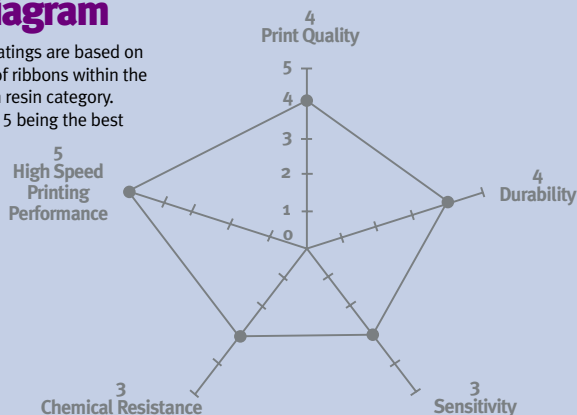 atings are based on
of ribbons within the
resin category.
5 being the best
4
Print Quality
5
4
3
2
1
0
4
Durability
5
High Speed
Printing
Performance
3
Chemical Resistance
3
Sensitivity